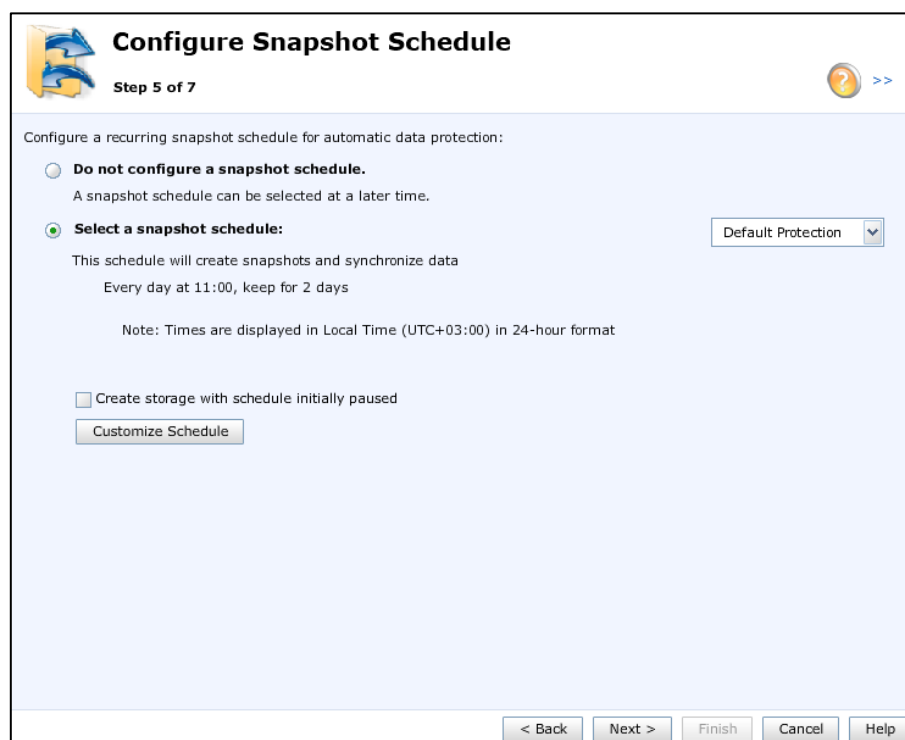 Configure Snapshot Schedule
Step 5 of 7
? >>
Configure a recurring snapshot schedule for automatic data protection:
Do not configure a snapshot schedule.
A snapshot schedule can be selected at a later time.
Select a snapshot schedule: Default Protection
This schedule will create snapshots and synchronize data
Every day at 11:00, keep for 2 days
Note: Times are displayed in Local Time (UTC+03:00) in 24-hour format
Create storage with schedule initially paused
Customize Schedule
< Back Next > Finish Cancel Help